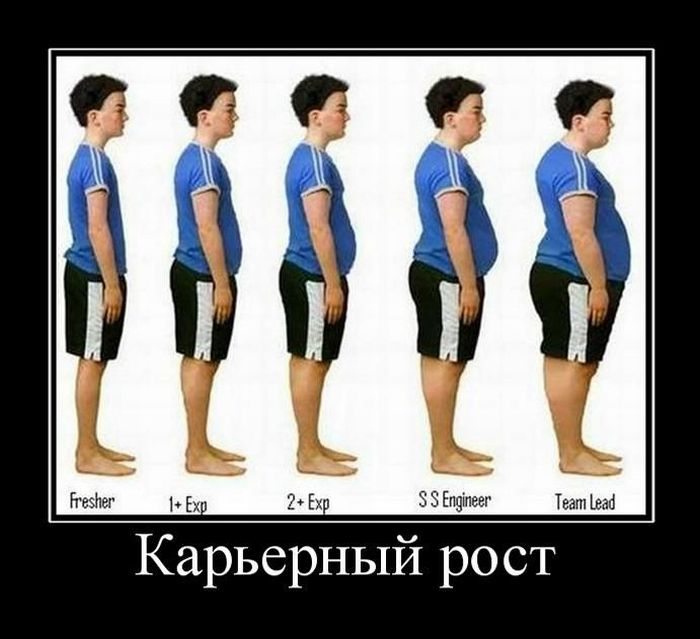 Fresher
1+ Exp
2+ Exp
S S Engineer
Team Lead
Карьерный рост